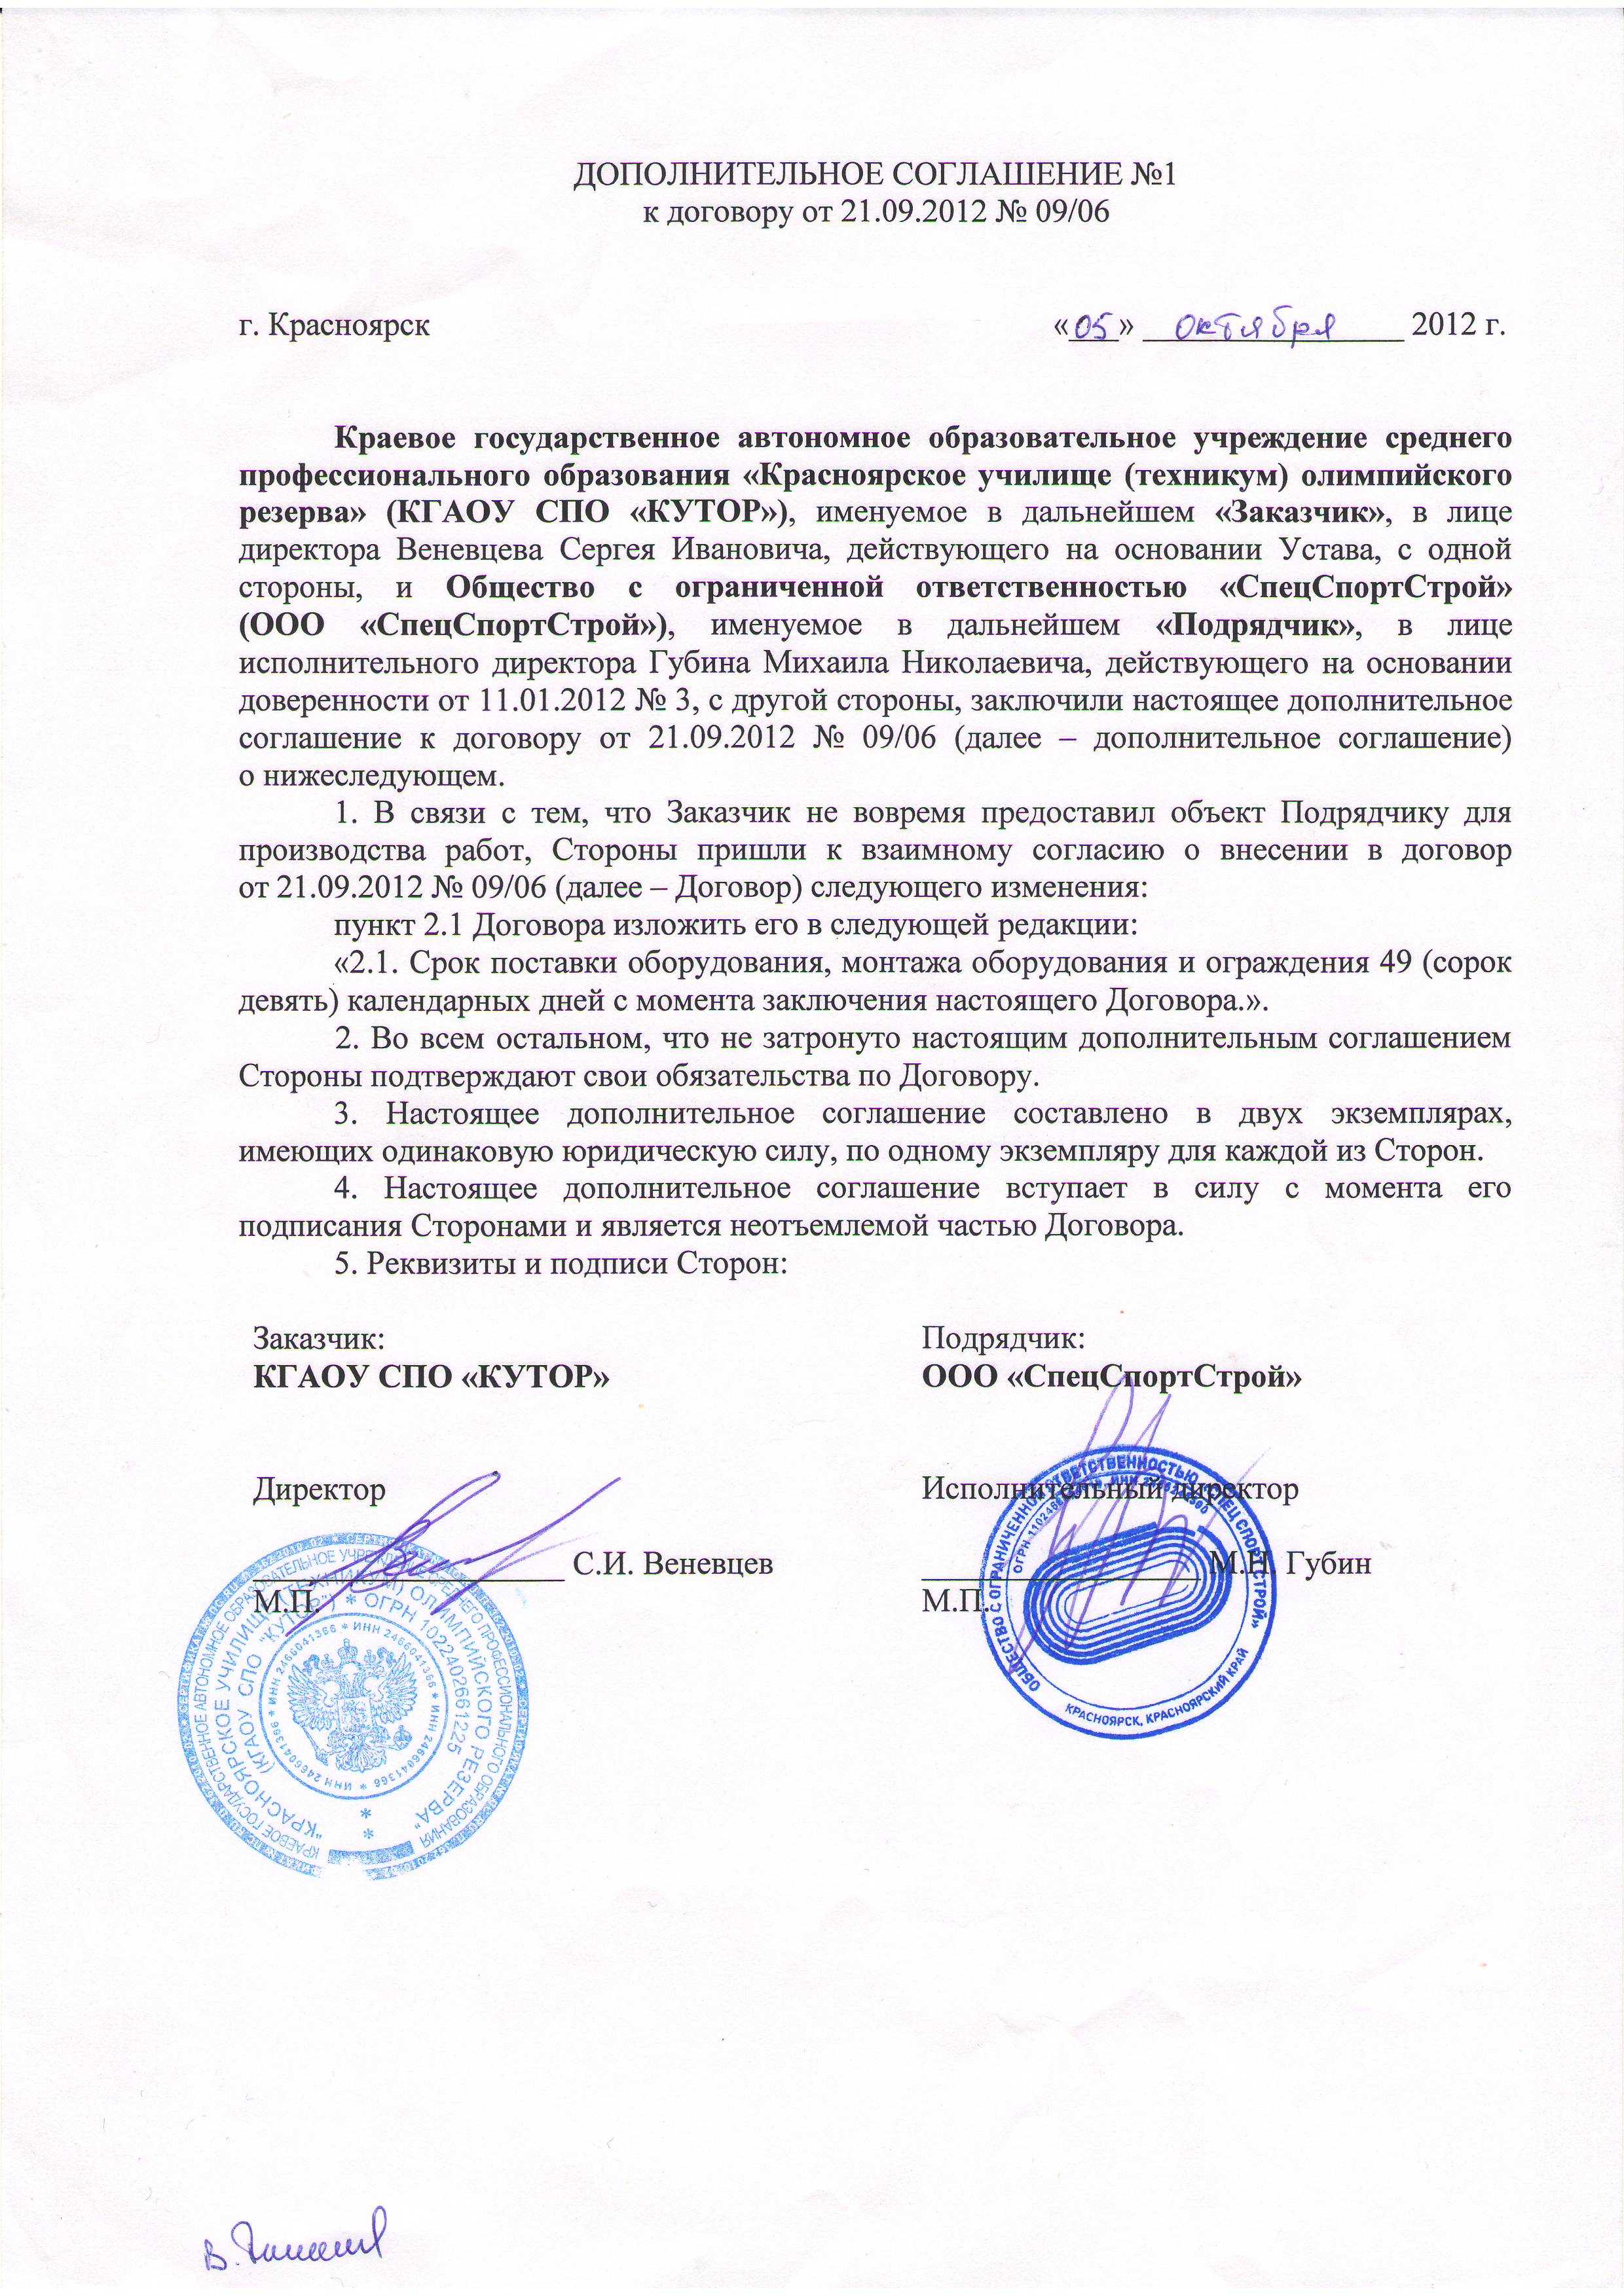 ДОПОЛНИТЕЛЬНОЕ СОГЛАШЕНИЕ №1
к договору от 21.09.2012 № 09/06
г. Красноярск «05» октября 2012 г.
Краевое государственное автономное образовательное учреждение среднего
профессионального образования «Красноярское училище (техникум) олимпийского
резерва» (КГАОУ СПО «КУТОР»), именуемое в дальнейшем «Заказчик», в лице
директора Веневцева Сергея Ивановича, действующего на основании Устава, с одной
стороны, и Общество с ограниченной ответственностью «СпецСпортСтрой»
(ООО «СпецСпортСтрой»), именуемое в дальнейшем «Подрядчик», в лице
исполнительного директора Губина Михаила Николаевича, действующего на основании
доверенности от 11.01.2012 № 3, с другой стороны, заключили настоящее дополнительное
соглашение к договору от 21.09.2012 № 09/06 (далее – дополнительное соглашение)
о нижеследующем.
1. В связи с тем, что Заказчик не вовремя предоставил объект Подрядчику для
производства работ, Стороны пришли к взаимному согласию о внесении в договор
от 21.09.2012 № 09/06 (далее – Договор) следующего изменения:
пункт 2.1 Договора изложить его в следующей редакции:
«2.1. Срок поставки оборудования, монтажа оборудования и ограждения 49 (сорок
девять) календарных дней с момента заключения настоящего Договора.».
2. Во всем остальном, что не затронуто настоящим дополнительным соглашением
Стороны подтверждают свои обязательства по Договору.
3. Настоящее дополнительное соглашение составлено в двух экземплярах,
имеющих одинаковую юридическую силу, по одному экземпляру для каждой из Сторон.
4. Настоящее дополнительное соглашение вступает в силу с момента его
подписания Сторонами и является неотъемлемой частью Договора.
5. Реквизиты и подписи Сторон:
Заказчик:
КГАОУ СПО «КУТОР»
Директор
С.И. Веневцев
М.П.
КРАЕВОЕ ГОСУДАРСТВЕННОЕ АВТОНОМНОЕ ОБРАЗОВАТЕЛЬНОЕ УЧРЕЖДЕНИЕ СРЕДНЕГО ПРОФЕССИОНАЛЬНОГО ОБРАЗОВАНИЯ
"КРАСНОЯРСКОЕ УЧИЛИЩЕ (ТЕХНИКУМ) ОЛИМПИЙСКОГО РЕЗЕРВА"
(КГАОУ СПО "КУТОР") * ОГРН 1022402661225
ИНН 2466041366 * ИНН 2466041366 * ИНН 2466041366 * ИНН 2466041366 *
Подрядчик:
ООО «СпецСпортСтрой»
Исполнительный директор
М.Н. Губин
М.П.
ОБЩЕСТВО С ОГРАНИЧЕННОЙ ОТВЕТСТВЕННОСТЬЮ «СПЕЦ СПОРТ СТРОЙ»
КРАСНОЯРСК, КРАСНОЯРСКИЙ КРАЙ